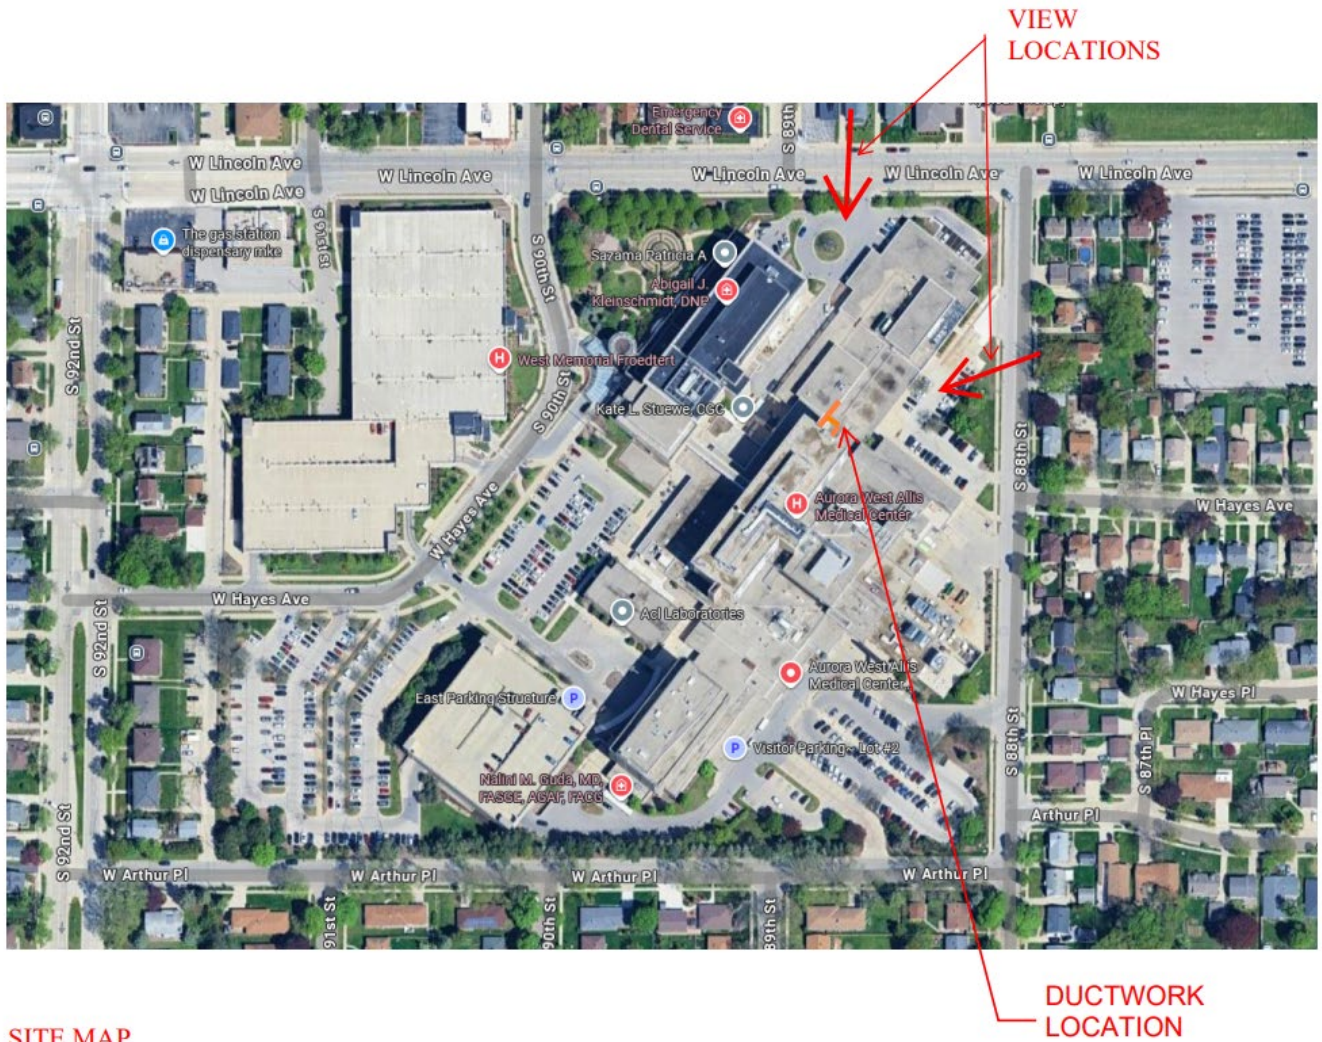 VIEW
LOCATIONS
Emergency
Dental Service
S 89th
W Lincoln Ave
W Lincoln Ave
W Lincoln Ave
W Lincoln Ave
W Lincoln Ave
W Lincoln Ave
S 91st St
The gas station
dispensary mke
S 90th St
Sazama Patricia A
Abigail J.
Kleinschmidt, DNP
S 92nd St
West Memorial Froedtert
S 90th St
Kate L. Stuewe, CGC
S 88th St
Aurora West Allis
Medical Center
W Hayes Ave
W Hayes Ave
W Hayes Ave
S 92nd St
Acl Laboratories
Aurora West Allis
Medical Center
East Parking Structure
W Hayes Pl
S 88th St
S 87th Pl
Visitor Parking- Lot #2
Nalini M. Guda, MD,
FASGE, AGAF, FACG
Arthur Pl
S 92nd St
W Arthur Pl
W Arthur Pl
W Arthur Pl
W Arthur Pl
91st St
90th St
89th St
DUCTWORK
LOCATION
SITE MAP